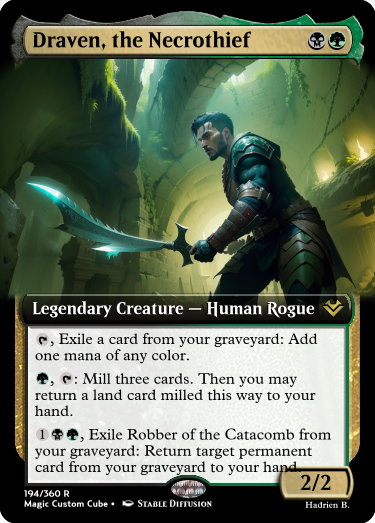 Draven, the Necrothief
Legendary Creature — Human Rogue
, Exile a card from your graveyard: Add
one mana of any color.
, : Mill three cards. Then you may
return a land card milled this way to your
hand.
1 , Exile Robber of the Catacomb from
your graveyard: Return target permanent
card from your graveyard to your hand.
2/2
194/360 R
Magic Custom Cube • Stable Diffusion
Hadrien B.